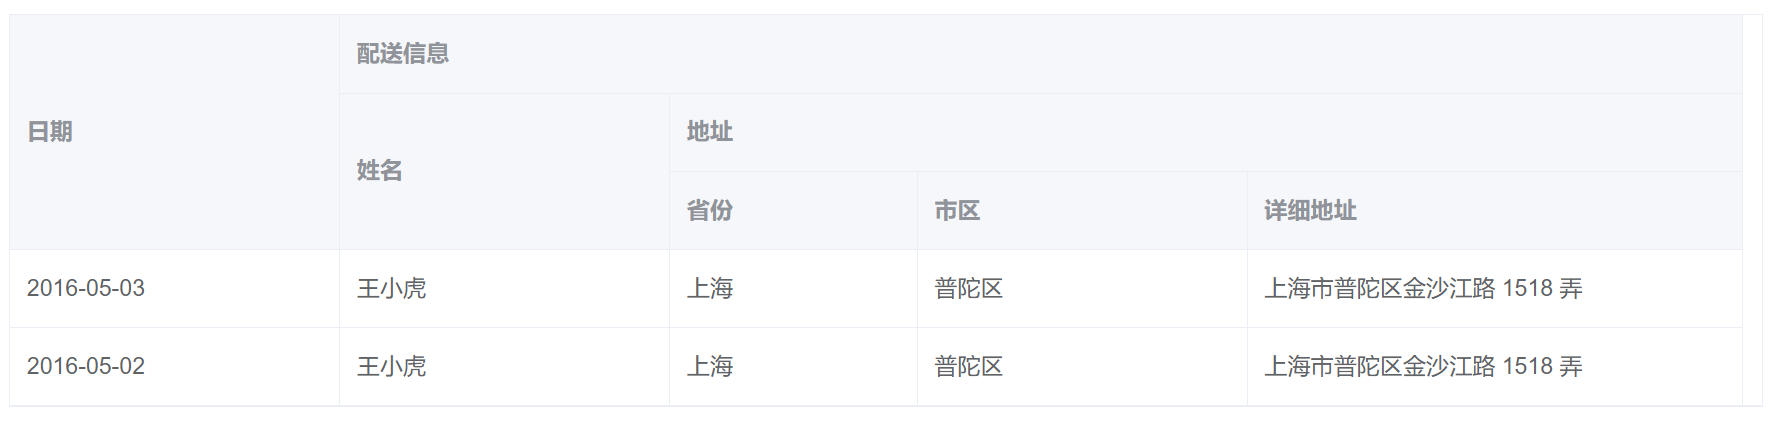 配送信息
日期
地址
姓名
省份 市区 详细地址
2016-05-03 王小虎 上海 普陀区 上海市普陀区金沙江路 1518 弄
2016-05-02 王小虎 上海 普陀区 上海市普陀区金沙江路 1518 弄